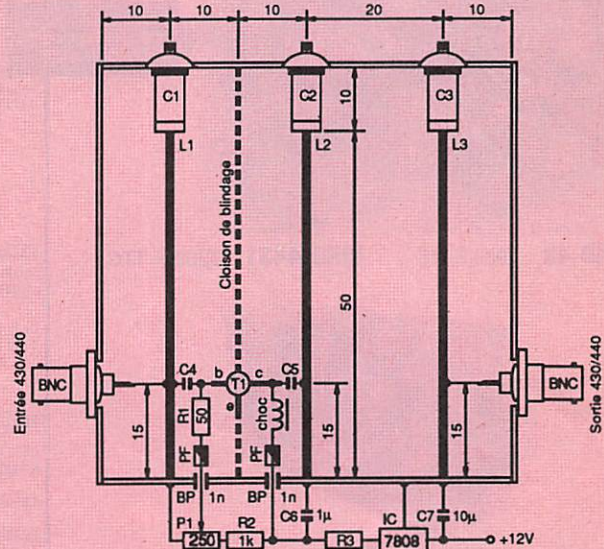 10 10 10 20 10
C1 C2 C3
10
L1 L2 L3
Cloison de blindage
50
Entrée 430/440
BNC
C4 b T1 c C5
BNC
Sortie 430/440
R1 50
e
choc
15 15 15
PF PF
BP 1n BP 1n
P1 R2 C6 1µ IC C7 10µ
250 1k R3 7808 +12V